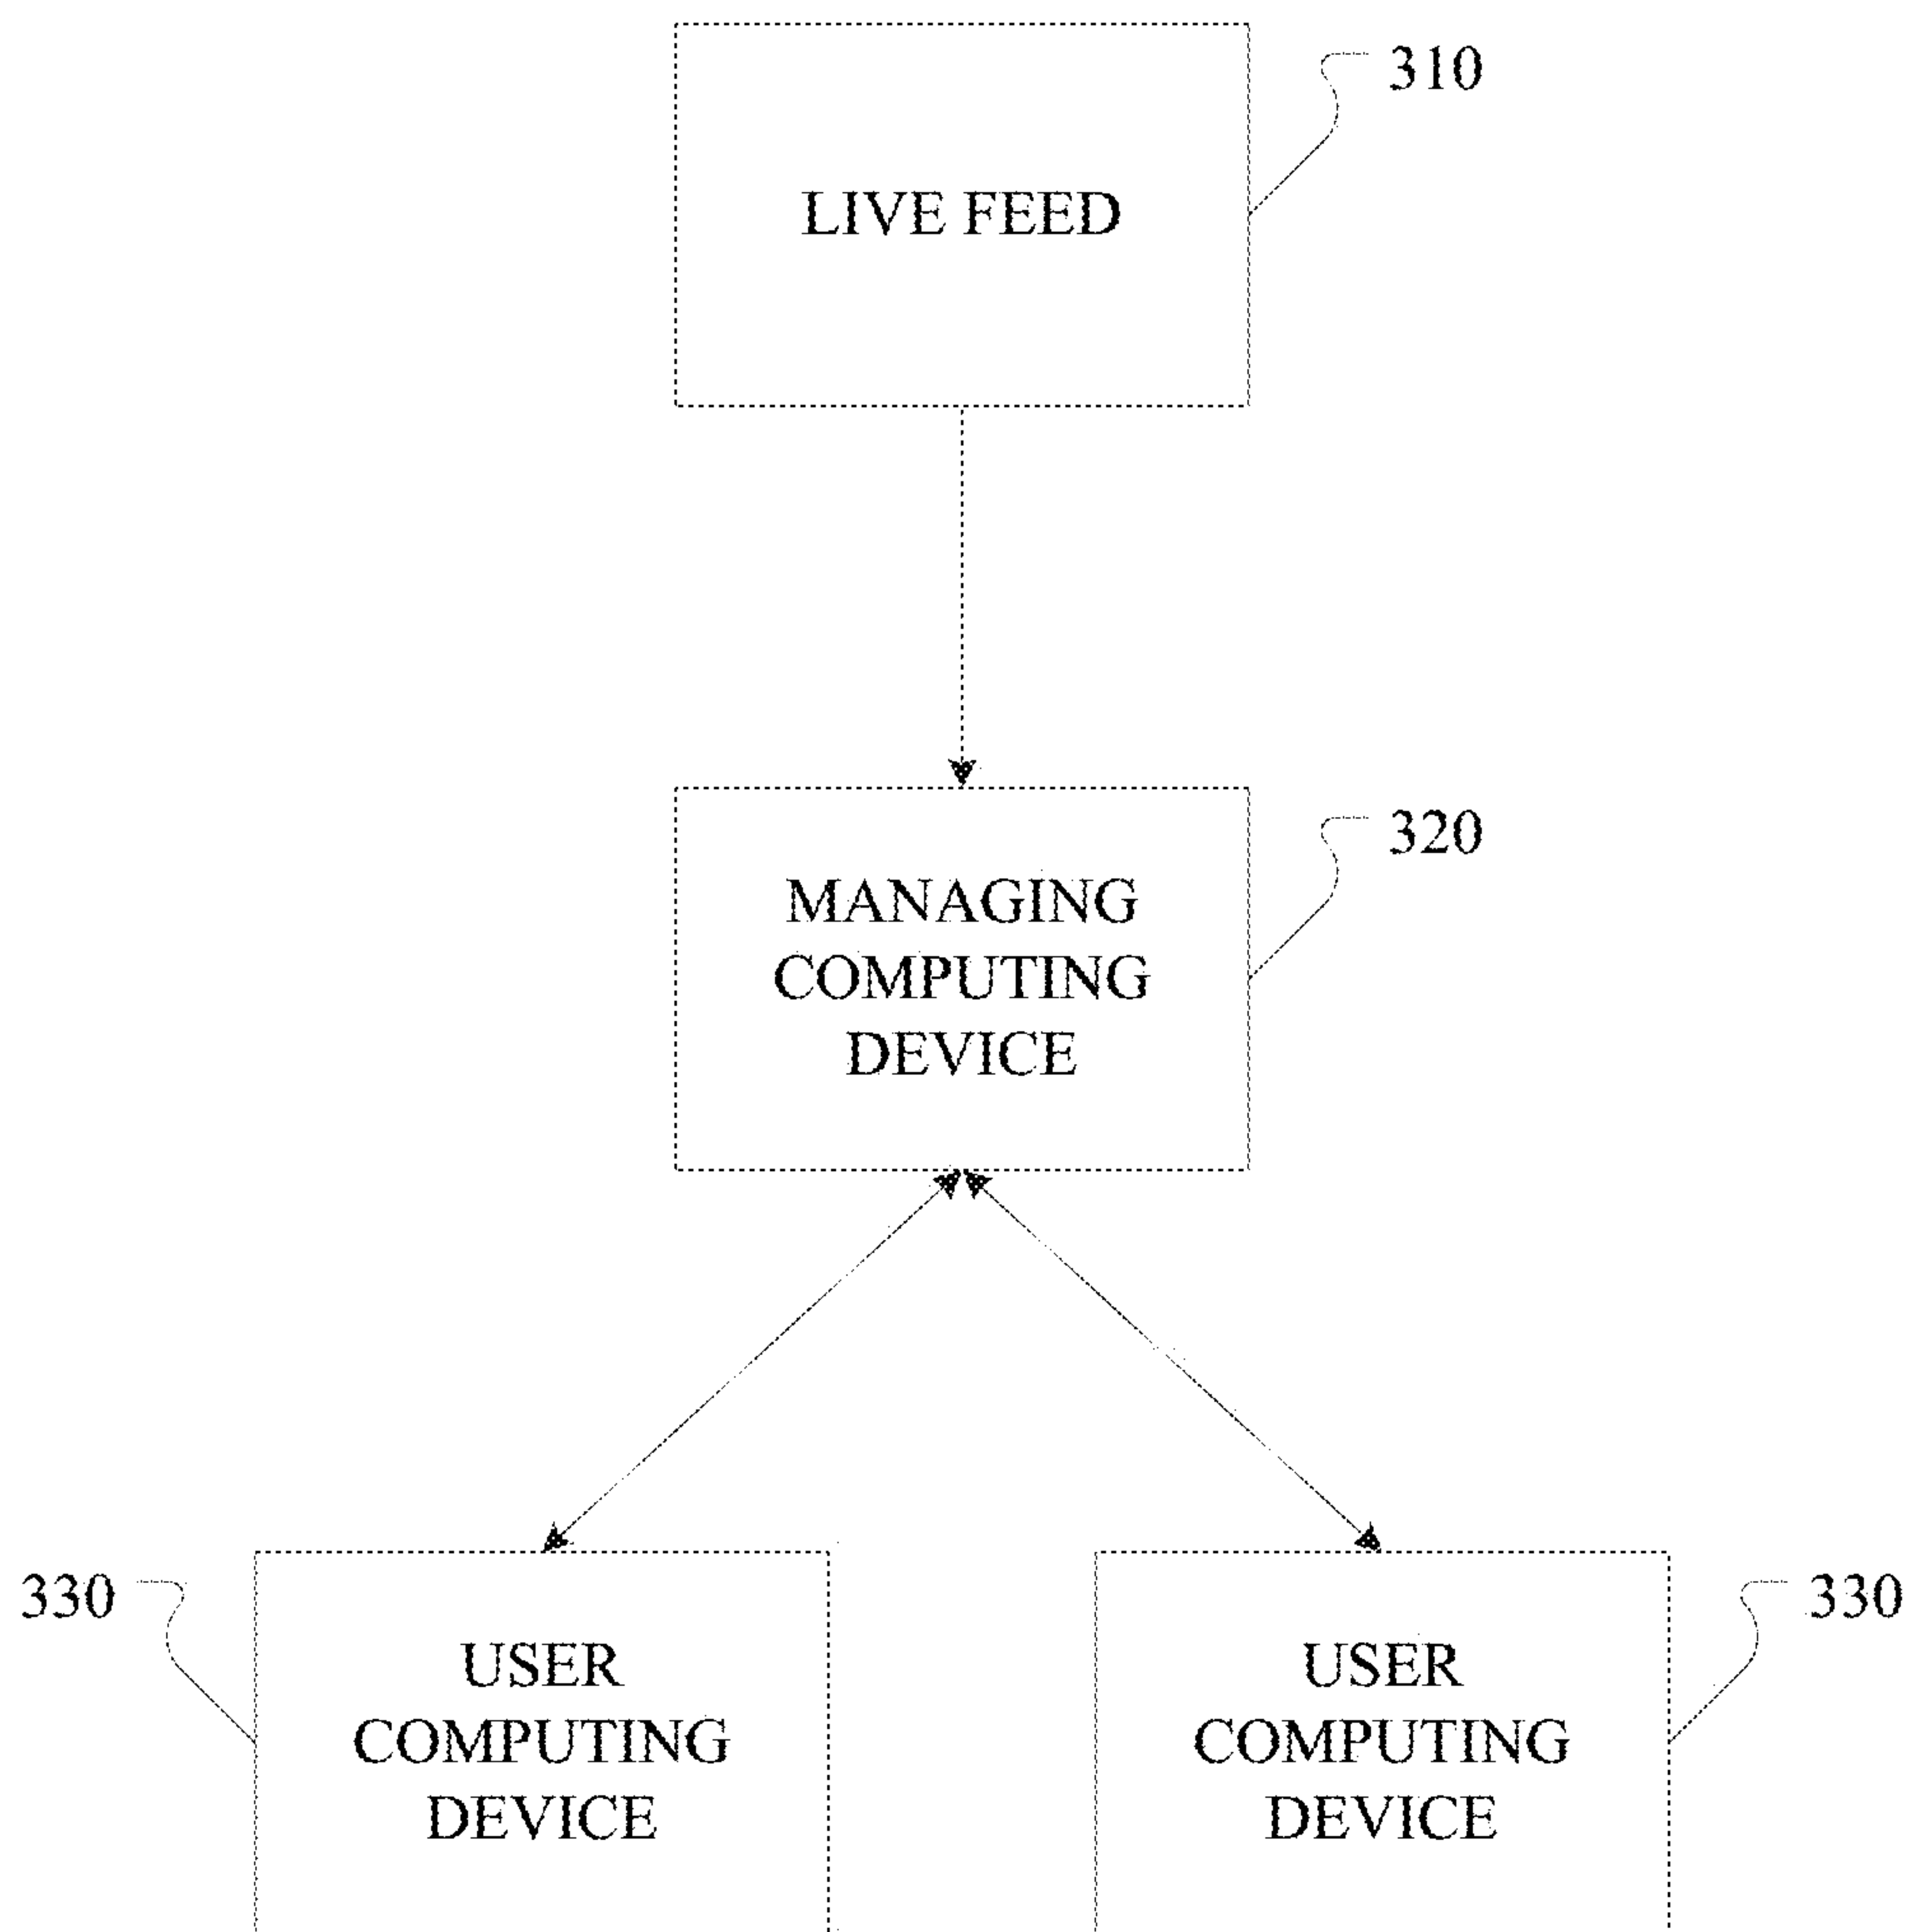 310
LIVE FEED
320
MANAGING
COMPUTING
DEVICE
330
USER
COMPUTING
DEVICE
330
USER
COMPUTING
DEVICE